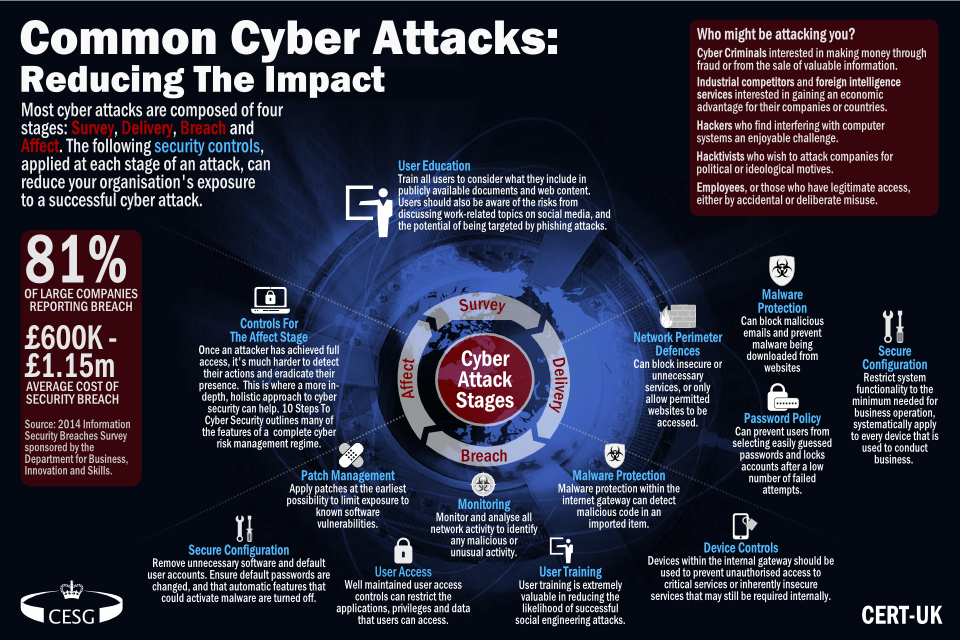 Common Cyber Attacks:
Reducing The Impact
Most cyber attacks are composed of four
stages: Survey, Delivery, Breach and
Affect. The following security controls,
applied at each stage of an attack, can
reduce your organisation's exposure
to a successful cyber attack.
Who might be attacking you?
Cyber Criminals interested in making money through
fraud or from the sale of valuable information.
Industrial competitors and foreign intelligence
services interested in gaining an economic
advantage for their companies or countries.
Hackers who find interfering with computer
systems an enjoyable challenge.
Hacktivists who wish to attack companies for
political or ideological motives.
Employees, or those who have legitimate access,
either by accidental or deliberate misuse.
User Education
Train all users to consider what they include in
publicly available documents and web content.
Users should also be aware of the risks from
discussing work-related topics on social media, and
the potential of being targeted by phishing attacks.
81%
OF LARGE COMPANIES
REPORTING BREACH
£600K -
£1.15m
AVERAGE COST OF
SECURITY BREACH
Source: 2014 Information
Security Breaches Survey
sponsored by the
Department for Business,
Innovation and Skills.
Controls For
The Affect Stage
Once an attacker has achieved full
access, it's much harder to detect
their actions and eradicate their
presence. This is where a more in-
depth, holistic approach to cyber
security can help. 10 Steps To
Cyber Security outlines many of
the features of a complete cyber
risk management regime.
Survey
Delivery
Breach
Affect
Cyber
Attack
Stages
Network Perimeter
Defences
Can block insecure or
unnecessary
services, or only
allow permitted
websites to be
accessed.
Malware
Protection
Can block malicious
emails and prevent
malware being
downloaded from
websites
Secure
Configuration
Restrict system
functionality to the
minimum needed for
business operation,
systematically apply
to every device that is
used to conduct
business.
Password Policy
Can prevent users from
selecting easily guessed
passwords and locks
accounts after a low
number of failed
attempts.
Patch Management
Apply patches at the earliest
possibility to limit exposure to
known software
vulnerabilities.
Monitoring
Monitor and analyse all
network activity to identify
any malicious or
unusual activity.
Malware Protection
Malware protection within the
internet gateway can detect
malicious code in an
imported item.
Secure Configuration
Remove unnecessary software and default
user accounts. Ensure default passwords are
changed, and that automatic features that
could activate malware are turned off.
User Access
Well maintained user access
controls can restrict the
applications, privileges and data
that users can access.
User Training
User training is extremely
valuable in reducing the
likelihood of successful
social engineering attacks.
Device Controls
Devices within the internal gateway should be
used to prevent unauthorised access to
critical services or inherently insecure
services that may still be required internally.
CESG
CERT-UK